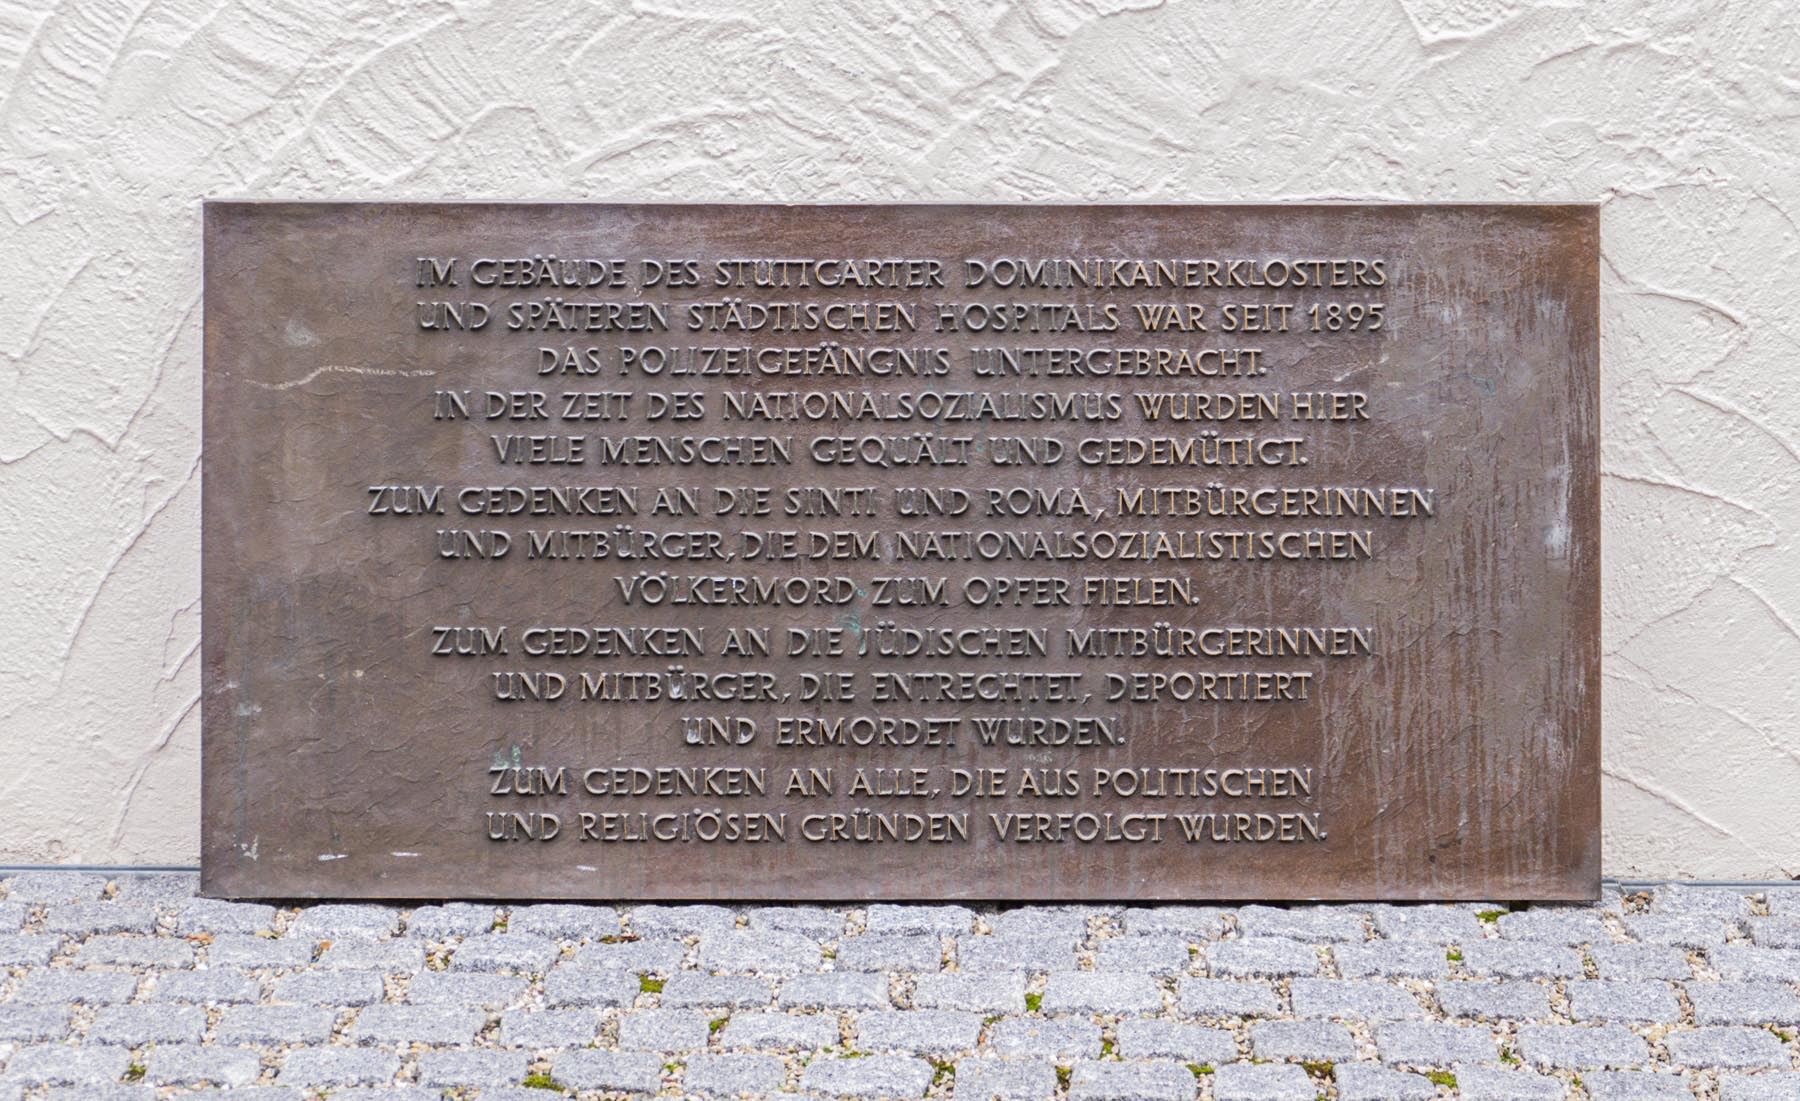 IM GEBÄUDE DES STUTTGARTER DOMINIKANERKLOSTERS
UND SPÄTEREN STÄDTISCHEN HOSPITALS WAR SEIT 1895
DAS POLIZEIGEFÄNGNIS UNTERGEBRACHT.
IN DER ZEIT DES NATIONALSOZIALISMUS WURDEN HIER
VIELE MENSCHEN GEQUÄLT UND GEDEMÜTIGT.
ZUM GEDENKEN AN DIE SINTI UND ROMA, MITBÜRGERINNEN
UND MITBÜRGER, DIE DEM NATIONALSOZIALISTISCHEN
VÖLKERMORD ZUM OPFER FIELEN.
ZUM GEDENKEN AN DIE JÜDISCHEN MITBÜRGERINNEN
UND MITBÜRGER, DIE ENTRECHTET, DEPORTIERT
UND ERMORDET WURDEN.
ZUM GEDENKEN AN ALLE, DIE AUS POLITISCHEN
UND RELIGIÖSEN GRÜNDEN VERFOLGT WURDEN.